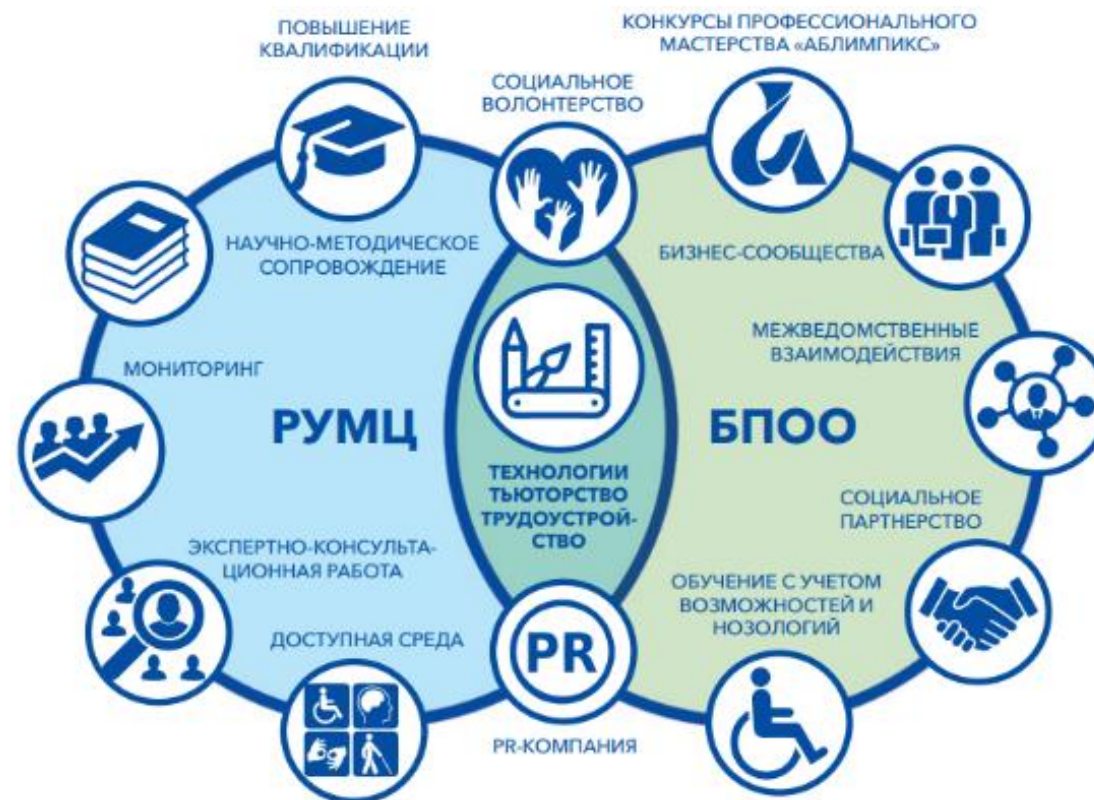 ПОВЫШЕНИЕ
КВАЛИФИКАЦИИ
СОЦИАЛЬНОЕ
ВОЛОНТЕРСТВО
КОНКУРСЫ ПРОФЕССИОНАЛЬНОГО
МАСТЕРСТВА «АБЛИМПИКС»
НАУЧНО-МЕТОДИЧЕСКОЕ
СОПРОВОЖДЕНИЕ
БИЗНЕС-СООБЩЕСТВА
МОНИТОРИНГ
МЕЖВЕДОМСТВЕННЫЕ
ВЗАИМОДЕЙСТВИЯ
РУМЦ
БПОО
ТЕХНОЛОГИИ
ТЬЮТОРСТВО
ТРУДОУСТРОЙ-
СТВО
СОЦИАЛЬНОЕ
ПАРТНЕРСТВО
ЭКСПЕРТНО-КОНСУЛЬТА-
ЦИОННАЯ РАБОТА
ОБУЧЕНИЕ С УЧЕТОМ
ВОЗМОЖНОСТЕЙ И
НОЗОЛОГИЙ
ДОСТУПНАЯ СРЕДА
PR
PR-КОМПАНИЯ